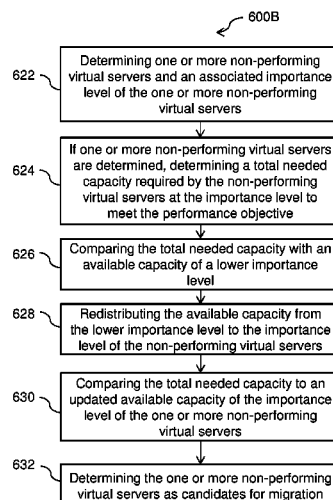 600B
622
Determining one or more non-performing
virtual servers and an associated importance
level of the one or more non-performing
virtual servers
624
If one or more non-performing virtual servers
are determined, determining a total needed
capacity required by the non-performing
virtual servers at the importance level to
meet the performance objective
626
Comparing the total needed capacity with an
available capacity of a lower importance
level
628
Redistributing the available capacity from
the lower importance level to the importance
level of the non-performing virtual servers
630
Comparing the total needed capacity to an
updated available capacity of the importance
level of the one or more non-performing
virtual servers
632
Determining the one or more non-performing
virtual servers as candidates for migration